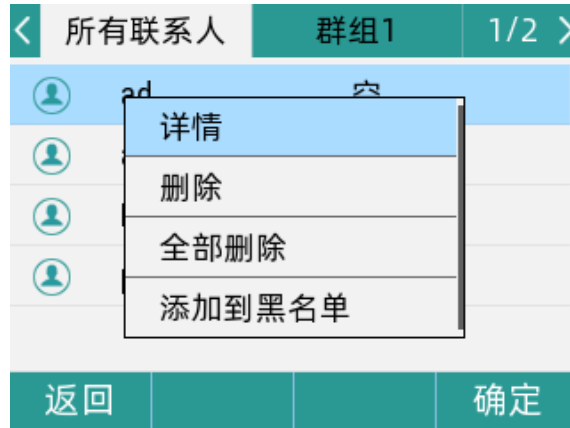 所有联系人 群组1 1/2
ad 空
详情
删除
全部删除
添加到黑名单
返回 确定